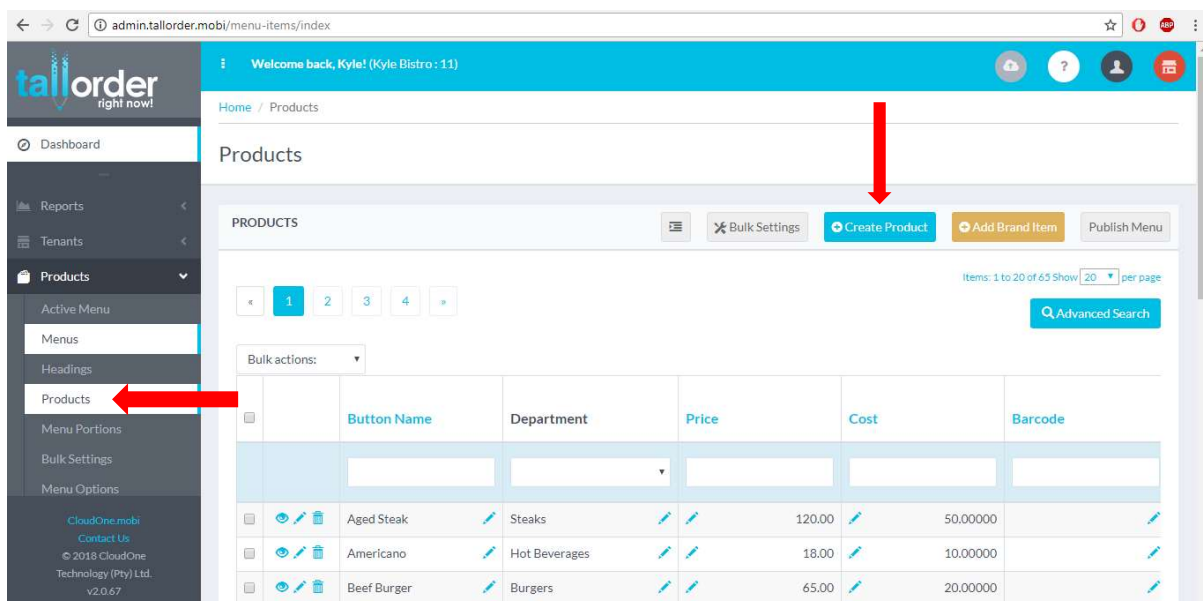 admin.tallorder.mobi/menu-items/index
ABP
tallorder
right now!
Welcome back, Kyle! (Kyle Bistro : 11)
?
Home / Products
Dashboard
Products
Reports
Tenants
Products
Active Menu
Menus
Headings
Products
Menu Portions
Bulk Settings
Menu Options
CloudOne.mobi
Contact Us
© 2018 CloudOne
Technology (Pty) Ltd.
v2.0.67
PRODUCTS
Bulk Settings
Create Product
Add Brand Item
Publish Menu
Items: 1 to 20 of 65 Show 20 per page
« 1 2 3 4 »
Advanced Search
Bulk actions:
Button Name Department Price Cost Barcode
Aged Steak Steaks 120.00 50.00000
Americano Hot Beverages 18.00 10.00000
Beef Burger Burgers 65.00 20.00000